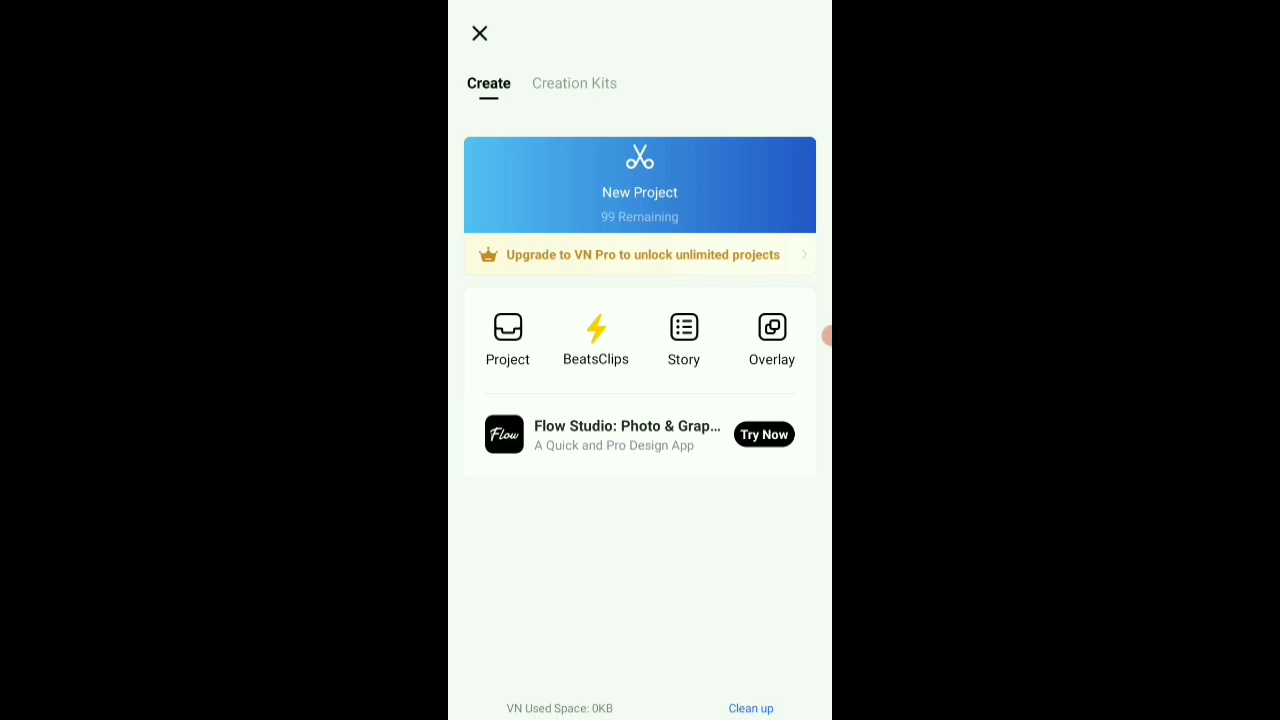 Create
Creation Kits
New Project
99 Remaining
Upgrade to VN Pro to unlock unlimited projects
Project
BeatsClips
Story
Overlay
Flow
Flow Studio: Photo & Grap...
A Quick and Pro Design App
Try Now
VN Used Space: 0KB
Clean up